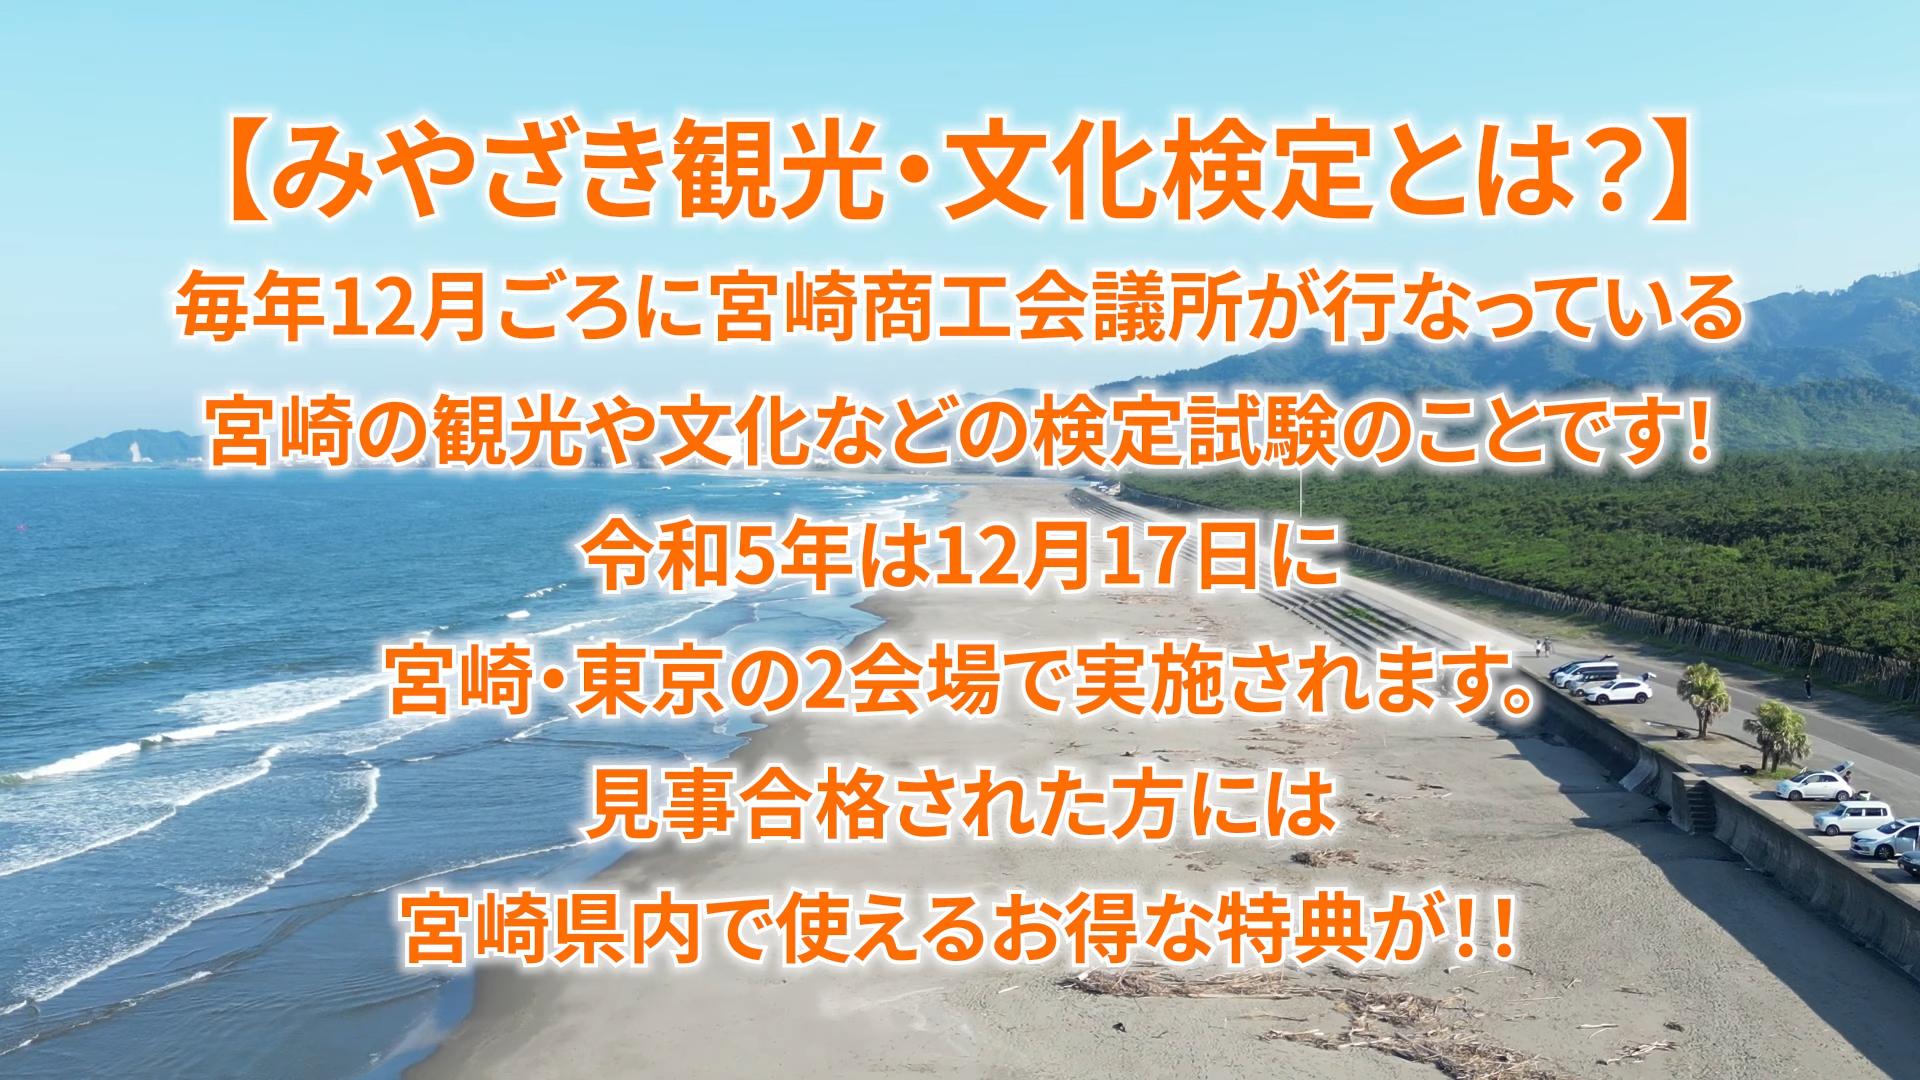 【みやざき観光・文化検定とは?】
毎年12月ごろに宮崎商工会議所が行なっている
宮崎の観光や文化などの検定試験のことです!
令和5年は12月17日に
宮崎・東京の2会場で実施されます。
見事合格された方には
宮崎県内で使えるお得な特典が!!